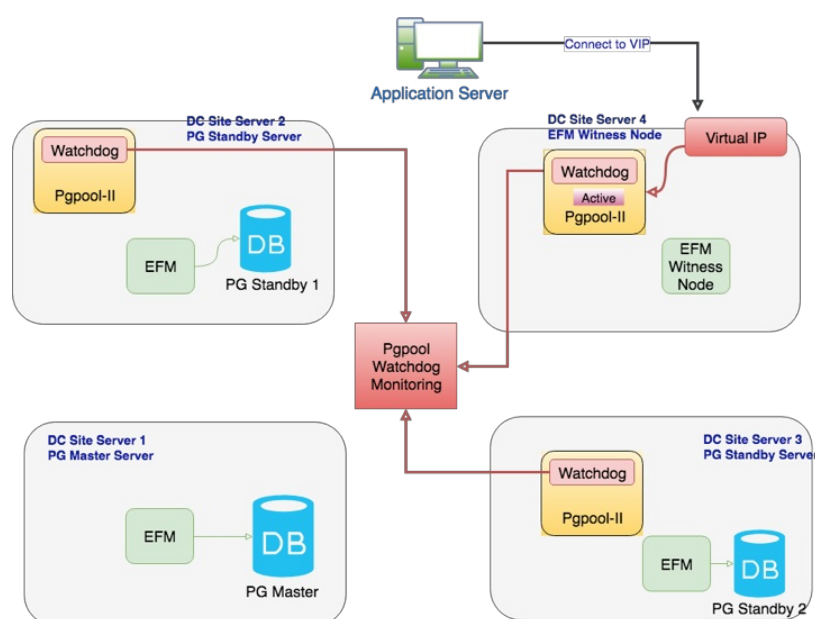 Connect to VIP
Application Server
DC Site Server 2
PG Standby Server
Watchdog
Pgpool-II
EFM
DB
PG Standby 1
DC Site Server 4
EFM Witness Node
Virtual IP
Watchdog
Active
Pgpool-II
EFM
Witness
Node
Pgpool
Watchdog
Monitoring
DC Site Server 1
PG Master Server
EFM
DB
PG Master
DC Site Server 3
PG Standby Server
Watchdog
Pgpool-II
EFM
DB
PG Standby 2